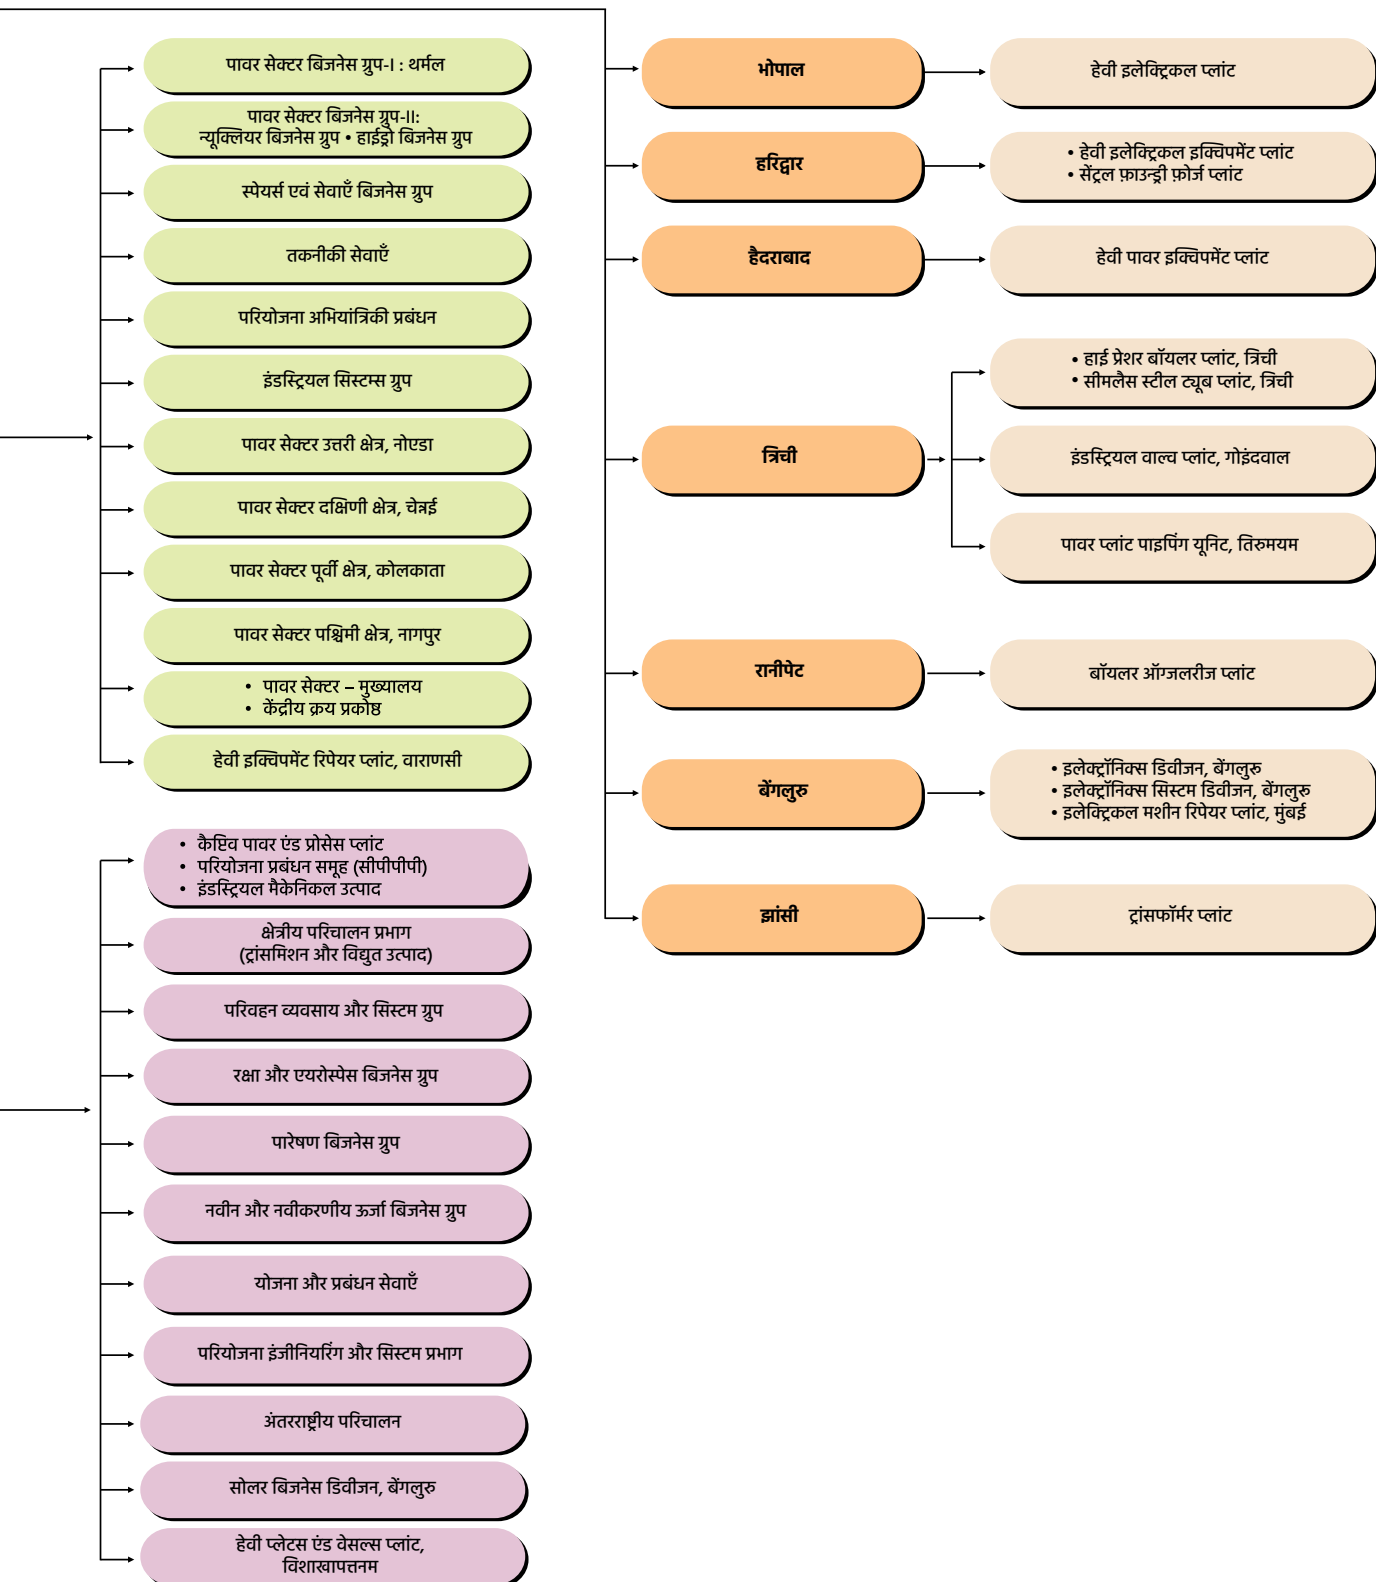 पावर सेक्टर बिजनेस ग्रुप-I : थर्मल
पावर सेक्टर बिजनेस ग्रुप-II:
न्यूक्लियर बिजनेस ग्रुप • हाईड्रो बिजनेस ग्रुप
स्पेयर्स एवं सेवाएँ बिजनेस ग्रुप
तकनीकी सेवाएँ
परियोजना अभियांत्रिकी प्रबंधन
इंडस्ट्रियल सिस्टम्स ग्रुप
पावर सेक्टर उत्तरी क्षेत्र, नोएडा
पावर सेक्टर दक्षिणी क्षेत्र, चेन्नई
पावर सेक्टर पूर्वी क्षेत्र, कोलकाता
पावर सेक्टर पश्चिमी क्षेत्र, नागपुर
• पावर सेक्टर – मुख्यालय
• केंद्रीय क्रय प्रकोष्ठ
हेवी इक्विपमेंट रिपेयर प्लांट, वाराणसी
• कैप्टिव पावर एंड प्रोसेस प्लांट
• परियोजना प्रबंधन समूह (सीपीपीपी)
• इंडस्ट्रियल मैकेनिकल उत्पाद
क्षेत्रीय परिचालन प्रभाग
(ट्रांसमिशन और विद्युत उत्पाद)
परिवहन व्यवसाय और सिस्टम ग्रुप
रक्षा और एयरोस्पेस बिजनेस ग्रुप
पारेषण बिजनेस ग्रुप
नवीन और नवीकरणीय ऊर्जा बिजनेस ग्रुप
योजना और प्रबंधन सेवाएँ
परियोजना इंजीनियरिंग और सिस्टम प्रभाग
अंतरराष्ट्रीय परिचालन
सोलर बिजनेस डिवीजन, बेंगलुरु
हेवी प्लेटस एंड वेसल्स प्लांट,
विशाखापत्तनम
भोपाल
हेवी इलेक्ट्रिकल प्लांट
हरिद्वार
• हेवी इलेक्ट्रिकल इक्विपमेंट प्लांट
• सेंट्रल फ़ाउन्ड्री फ़ोर्ज प्लांट
हैदराबाद
हेवी पावर इक्विपमेंट प्लांट
त्रिची
• हाई प्रेशर बॉयलर प्लांट, त्रिची
• सीमलैस स्टील ट्यूब प्लांट, त्रिची
इंडस्ट्रियल वाल्व प्लांट, गोइंदवाल
पावर प्लांट पाइपिंग यूनिट, तिरुमयम
रानीपेट
बॉयलर ऑग्जलरीज प्लांट
बेंगलुरु
• इलेक्ट्रॉनिक्स डिवीजन, बेंगलुरू
• इलेक्ट्रॉनिक्स सिस्टम डिवीजन, बेंगलुरू
• इलेक्ट्रिकल मशीन रिपेयर प्लांट, मुंबई
झांसी
ट्रांसफॉर्मर प्लांट